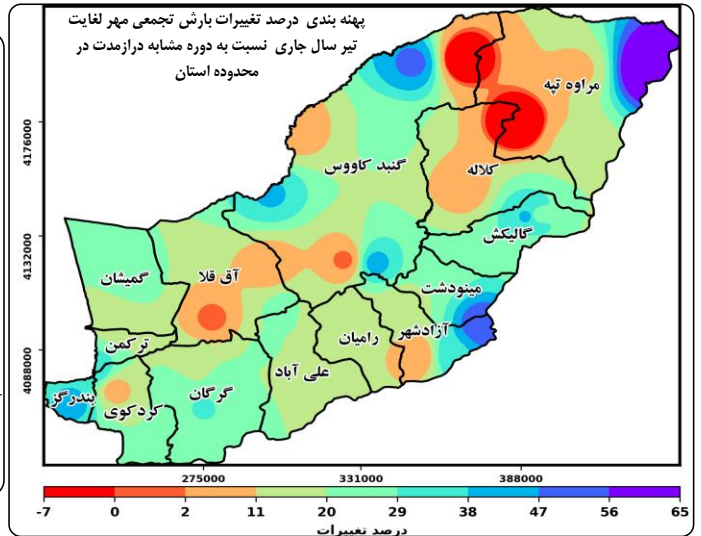 پهنه بندی درصد تغییرات بارش تجمعی مهر لغایت
تیر سال جاری نسبت به دوره مشابه درازمدت در
محدوده استان
مراوه تپه
گنبد کاووس
کلاله
گالیکش
گمیشان
آق قلا
مینودشت
ترکمن
رامیان
آزادشهر
علی آباد
بندرگز
کردکوی
گرگان
4176000
4132000
4088000
275000
331000
388000
-7
0
2
11
20
29
38
47
56
65
درصد تغییرات